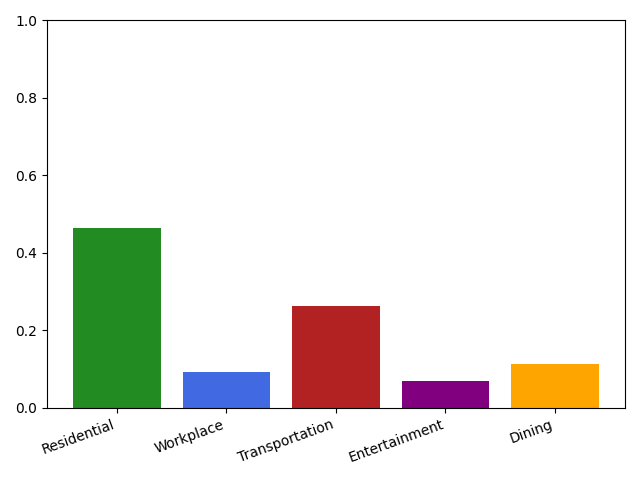 1.0
0.8
0.6
0.4
0.2
0.0
Residential
Workplace
Transportation
Entertainment
Dining